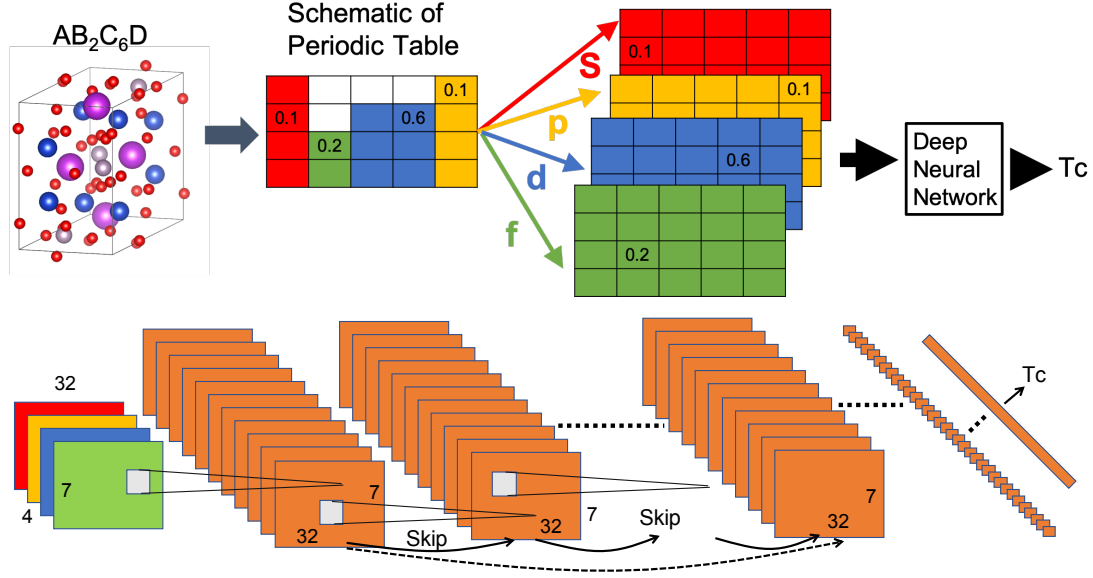 AB₂C₆D
Schematic of
Periodic Table
0.1
0.2
0.6
0.1
S
p
d
f
0.1
0.1
0.6
0.2
Deep
Neural
Network
Tc
32
7
4
7
32
7
32
Skip
Skip
7
32
Tc